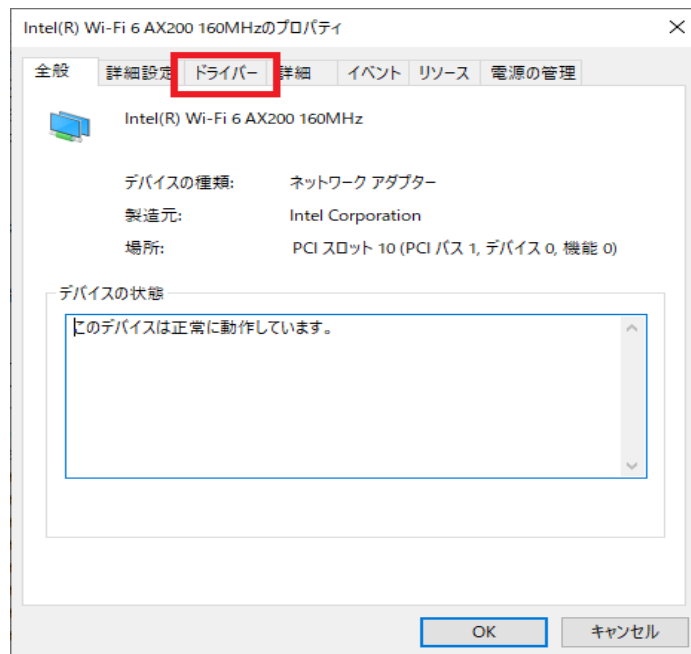 Intel(R) Wi-Fi 6 AX200 160MHzのプロパティ
全般 詳細設定 ドライバー 詳細 イベント リソース 電源の管理
Intel(R) Wi-Fi 6 AX200 160MHz
デバイスの種類: ネットワーク アダプター
製造元: Intel Corporation
場所: PCI スロット 10 (PCI バス 1, デバイス 0, 機能 0)
デバイスの状態
このデバイスは正常に動作しています。
OK キャンセル